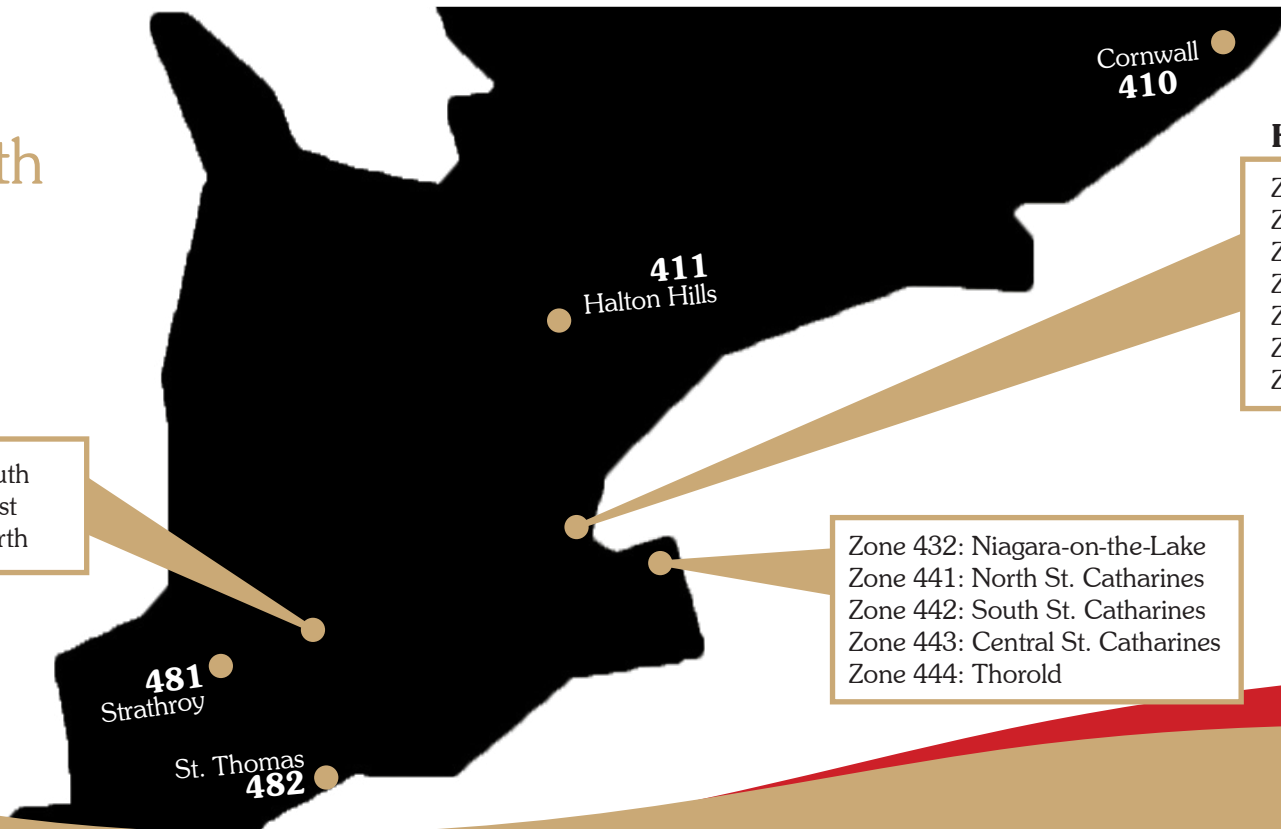 Cornwall
410
411
Halton Hills
Zone 432: Niagara-on-the-Lake
Zone 441: North St. Catharines
Zone 442: South St. Catharines
Zone 443: Central St. Catharines
Zone 444: Thorold
481
Strathroy
St. Thomas
482